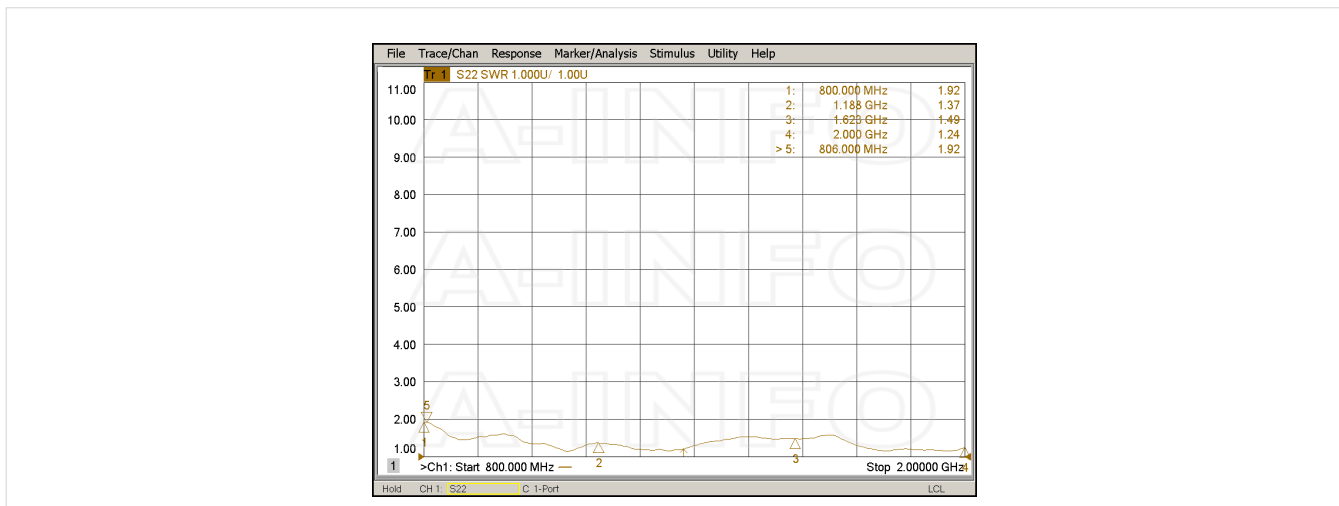 File Trace/Chan Response Marker/Analysis Stimulus Utility Help
Tr 1 S22 SWR 1.000U/ 1.00U
11.00
10.00
9.00
8.00
7.00
6.00
5.00
4.00
3.00
2.00
1.00
1: 800.000 MHz 1.92
2: 1.188 GHz 1.37
3: 1.623 GHz 1.49
4: 2.000 GHz 1.24
> 5: 806.000 MHz 1.92
A-INFO
A-INFO
A-INFO
5
1
2
3
4
1 >Ch1: Start 800.000 MHz — Stop 2.00000 GHz
Hold CH 1: S22 C 1-Port LCL